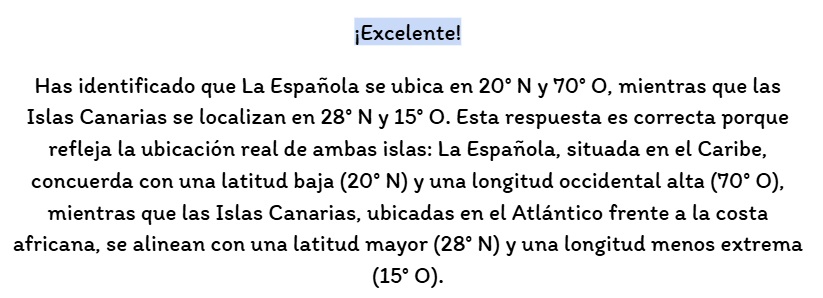 ¡Excelente!
Has identificado que La Española se ubica en 20° N y 70° O, mientras que las
Islas Canarias se localizan en 28° N y 15° O. Esta respuesta es correcta porque
refleja la ubicación real de ambas islas: La Española, situada en el Caribe,
concuerda con una latitud baja (20° N) y una longitud occidental alta (70° O),
mientras que las Islas Canarias, ubicadas en el Atlántico frente a la costa
africana, se alinean con una latitud mayor (28° N) y una longitud menos extrema
(15° O).